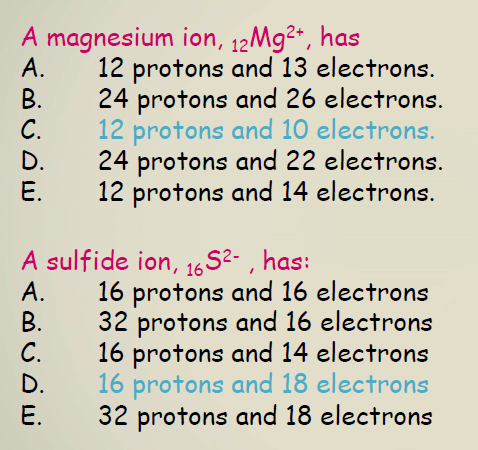 A magnesium ion, ₁₂Mg²⁺, has
A. 12 protons and 13 electrons.
B. 24 protons and 26 electrons.
C. 12 protons and 10 electrons.
D. 24 protons and 22 electrons.
E. 12 protons and 14 electrons.
A sulfide ion, ₁₆S²⁻ , has:
A. 16 protons and 16 electrons
B. 32 protons and 16 electrons
C. 16 protons and 14 electrons
D. 16 protons and 18 electrons
E. 32 protons and 18 electrons